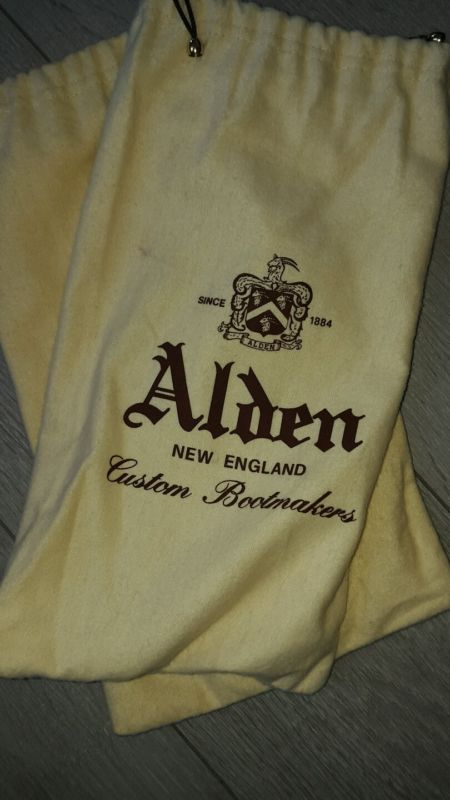 SINCE 1884
ALDEN
Alden
NEW ENGLAND
Custom Bootmakers